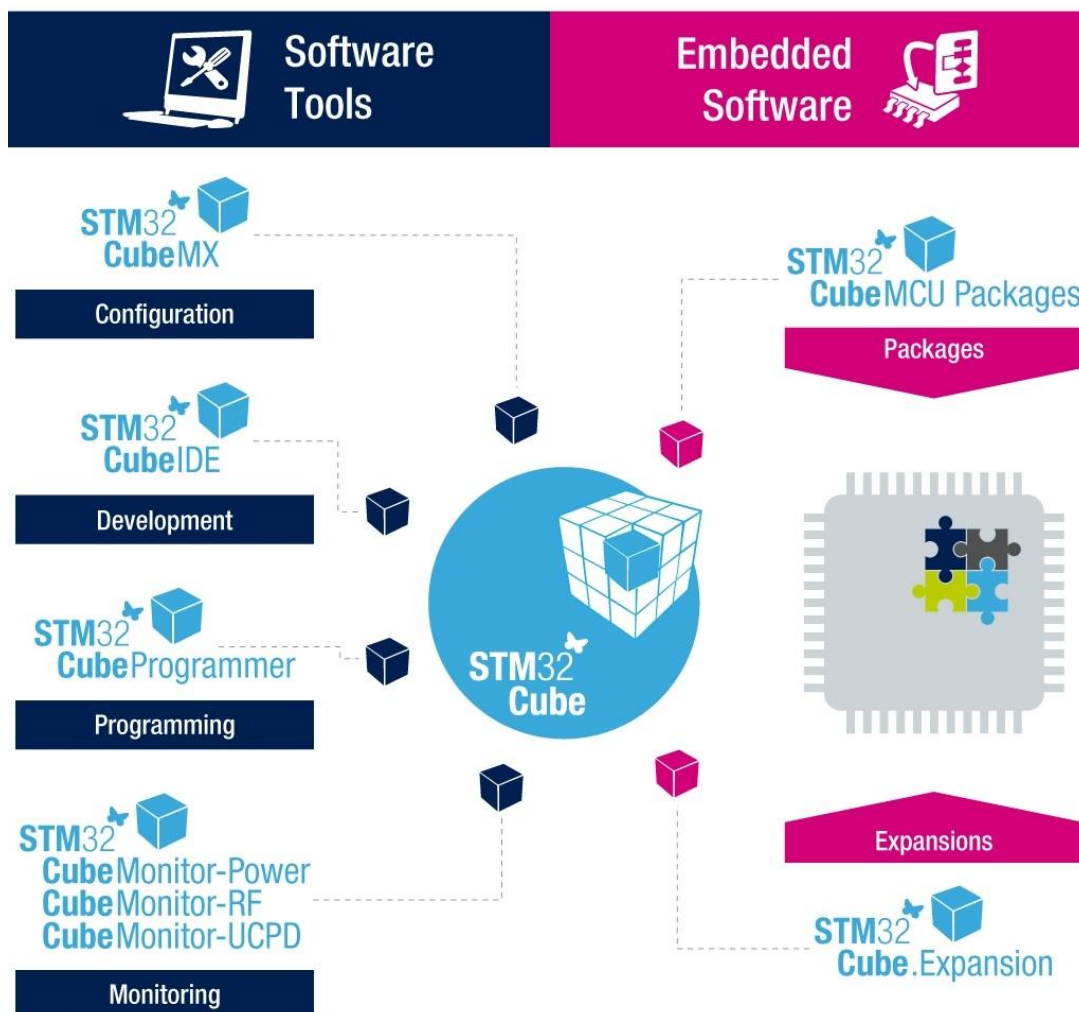 Software
Tools
Embedded
Software
STM32
CubeMX
Configuration
STM32
CubeIDE
Development
STM32
CubeProgrammer
Programming
STM32
CubeMonitor-Power
CubeMonitor-RF
CubeMonitor-UCPD
Monitoring
STM32
Cube
STM32
CubeMCU Packages
Packages
Expansions
STM32
Cube.Expansion